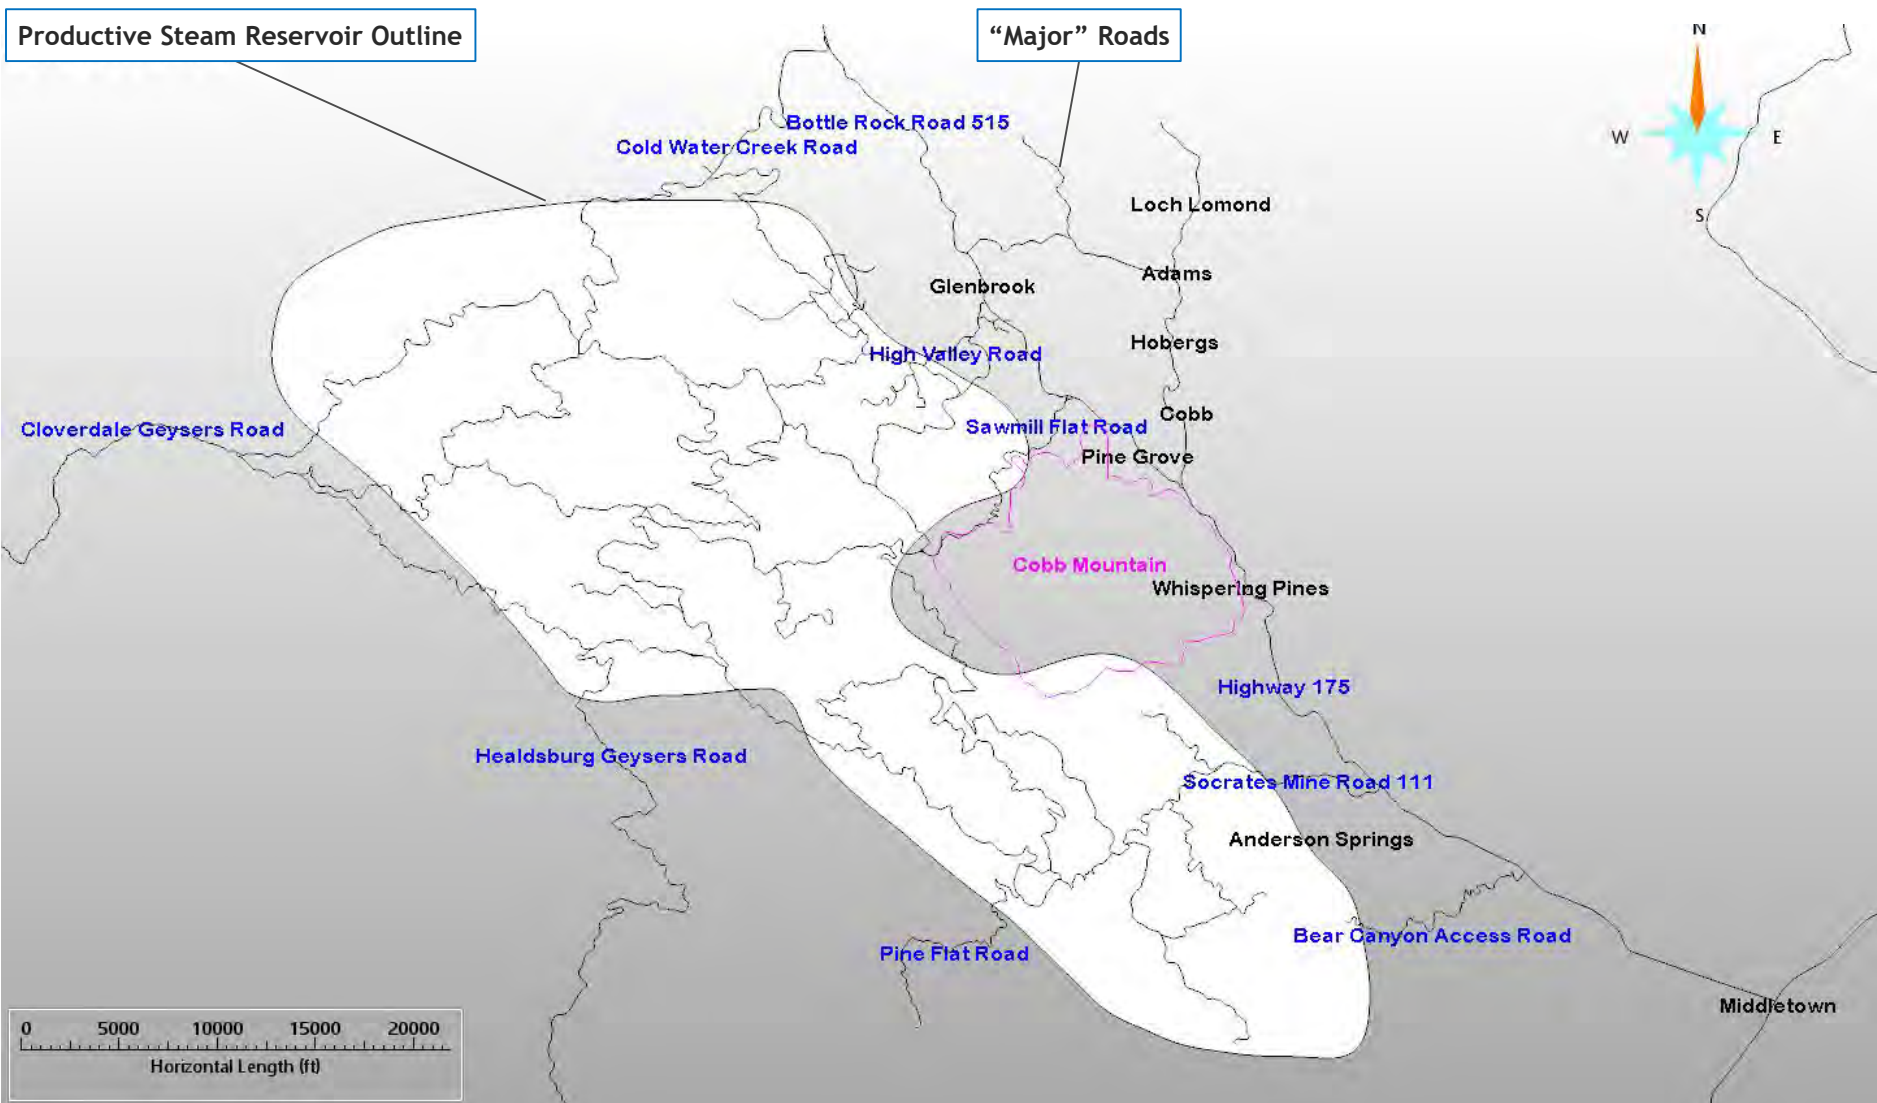 Productive Steam Reservoir Outline
“Major” Roads
N
W
E
S
Bottle Rock Road 515
Cold Water Creek Road
Loch Lomond
Adams
Glenbrook
Hobergs
High Valley Road
Cobb
Cloverdale Geysers Road
Sawmill Flat Road
Pine Grove
Cobb Mountain
Whispering Pines
Highway 175
Healdsburg Geysers Road
Socrates Mine Road 111
Anderson Springs
Bear Canyon Access Road
Pine Flat Road
Middletown
0 5000 10000 15000 20000
Horizontal Length (ft)